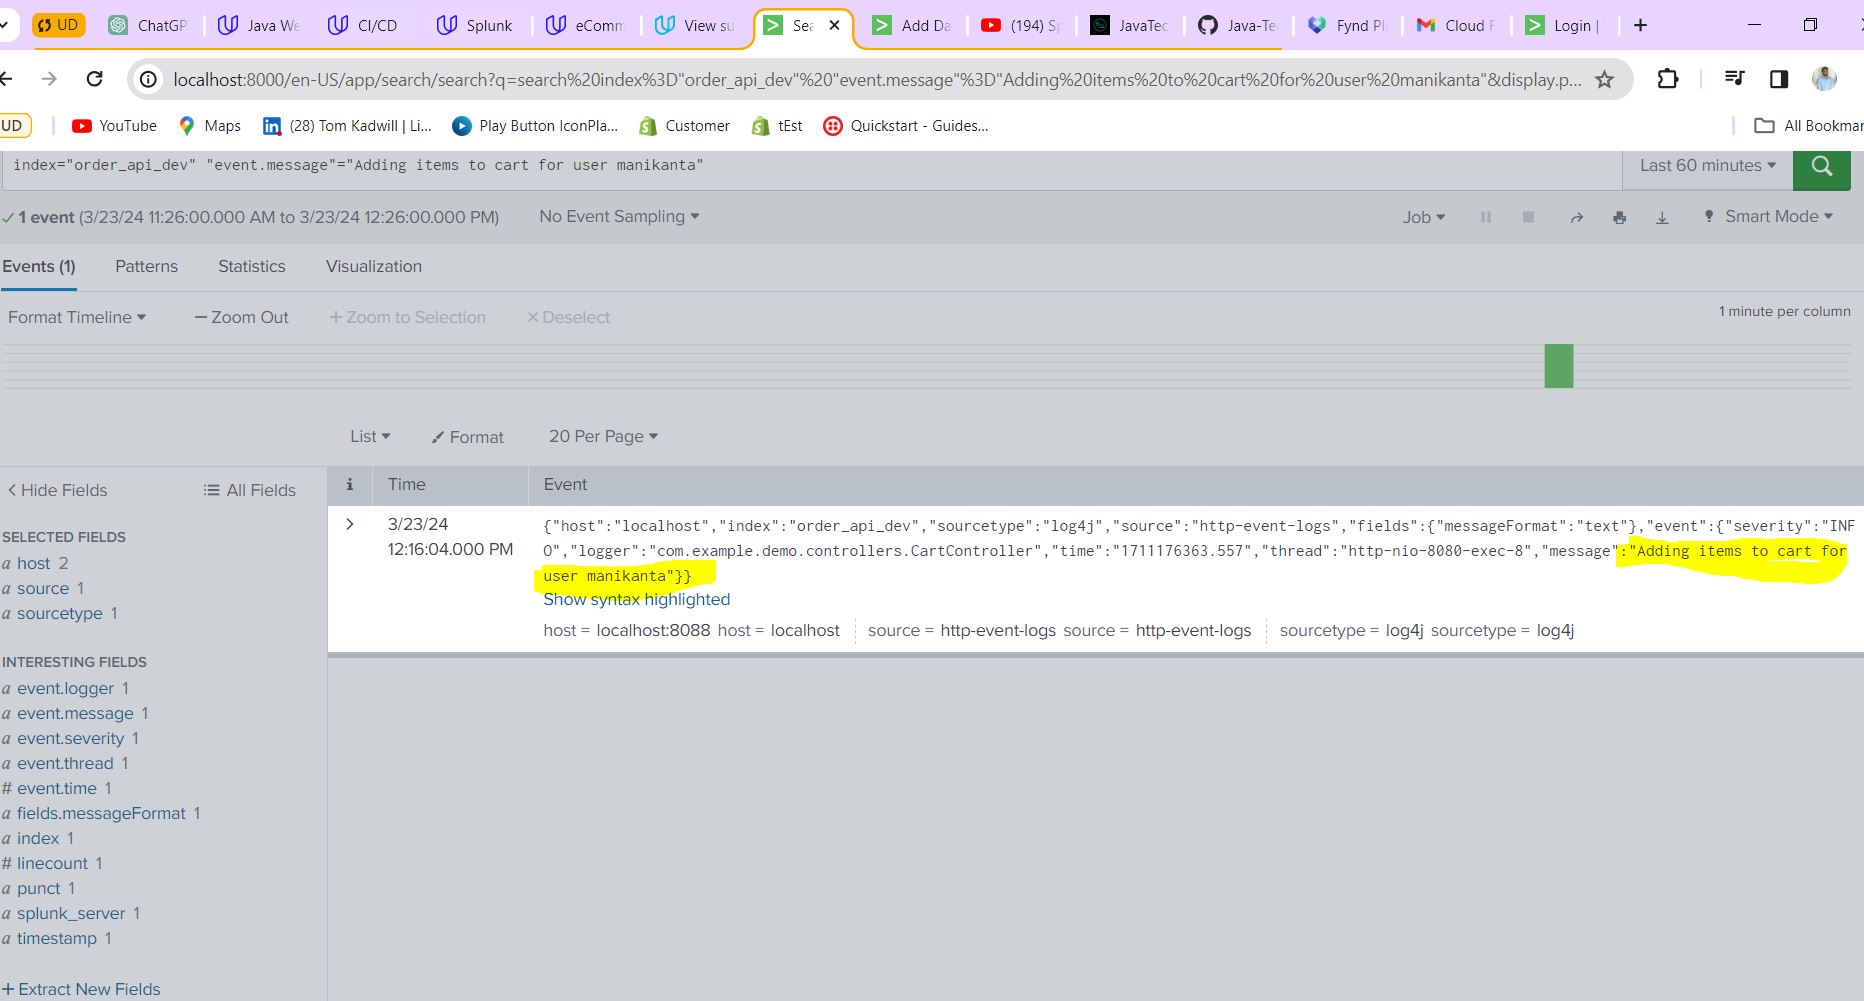 UD
ChatGP
Java We
CI/CD
Splunk
eComm
View su
Sea
Add Da
(194) Sp
JavaTec
Java-Te
Fynd Pl
Cloud F
Login |
localhost:8000/en-US/app/search/search?q=search%20index%3D"order_api_dev"%20"event.message"%3D"Adding%20items%20to%20cart%20for%20user%20manikanta"&display.p...
UD
YouTube
Maps
(28) Tom Kadwill | Li...
Play Button IconPla...
Customer
tEst
Quickstart - Guides...
All Bookmar
index="order_api_dev" "event.message"="Adding items to cart for user manikanta"
Last 60 minutes
1 event (3/23/24 11:26:00.000 AM to 3/23/24 12:26:00.000 PM)
No Event Sampling
Job
Smart Mode
Events (1)
Patterns
Statistics
Visualization
Format Timeline
Zoom Out
+ Zoom to Selection
× Deselect
1 minute per column
List
Format
20 Per Page
Hide Fields
All Fields
i
Time
Event
SELECTED FIELDS
a host 2
a source 1
a sourcetype 1
INTERESTING FIELDS
a event.logger 1
a event.message 1
a event.severity 1
a event.thread 1
# event.time 1
a fields.messageFormat 1
a index 1
# linecount 1
a punct 1
a splunk_server 1
a timestamp 1
+ Extract New Fields
3/23/24
12:16:04.000 PM
{"host":"localhost","index":"order_api_dev","sourcetype":"log4j","source":"http-event-logs","fields":{"messageFormat":"text"},"event":{"severity":"INF
O","logger":"com.example.demo.controllers.CartController","time":"1711176363.557","thread":"http-nio-8080-exec-8","message":"Adding items to cart for
user manikanta"}}
Show syntax highlighted
host = localhost:8088 host = localhost
source = http-event-logs source = http-event-logs
sourcetype = log4j sourcetype = log4j